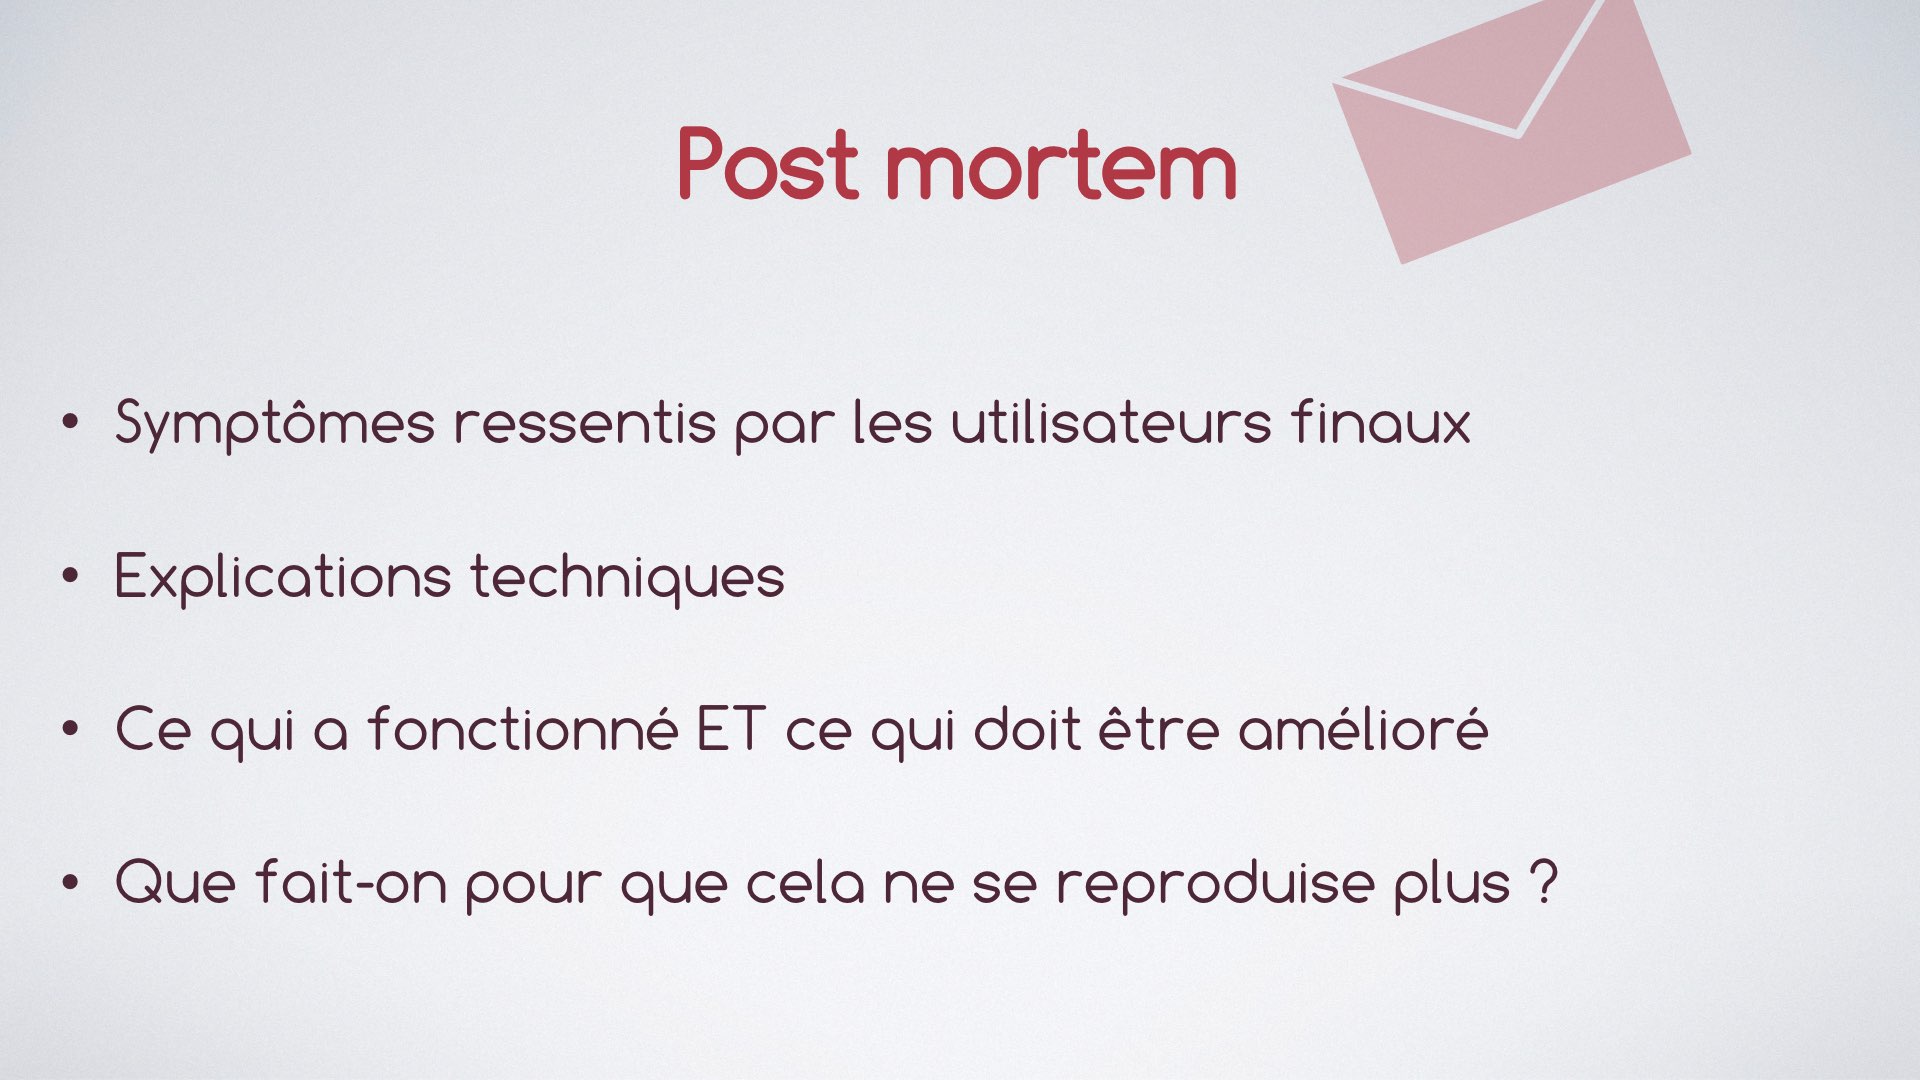 Post mortem
• Symptômes ressentis par les utilisateurs finaux
• Explications techniques
• Ce qui a fonctionné ET ce qui doit être amélioré
• Que fait-on pour que cela ne se reproduise plus ?